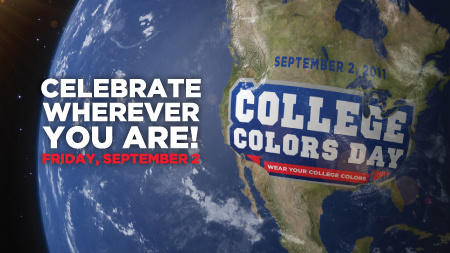 CELEBRATE
WHEREVER
YOU ARE!
FRIDAY, SEPTEMBER 2
SEPTEMBER 2, 2011
COLLEGE
COLORS DAY
WEAR YOUR COLLEGE COLORS